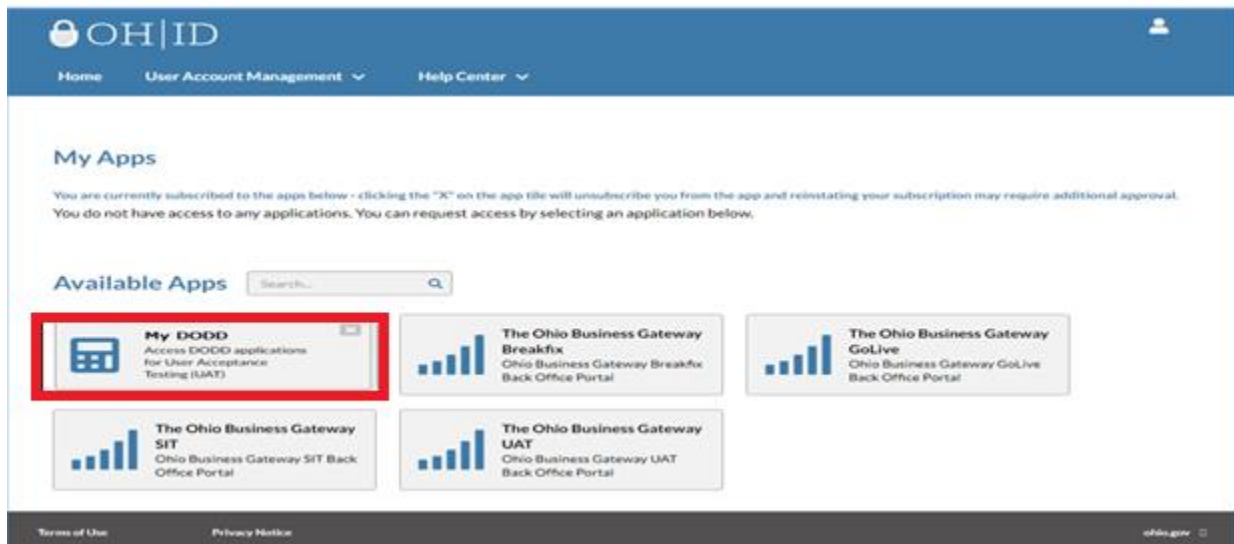 OH|ID
Home User Account Management Help Center
My Apps
You are currently subscribed to the apps below - clicking the "X" on the app tile will unsubscribe you from the app and reinstating your subscription may require additional approval.
You do not have access to any applications. You can request access by selecting an application below.
Available Apps Search...
My DODD
Access DODD applications
for User Acceptance
Testing (UAT)
The Ohio Business Gateway
Breakfix
Ohio Business Gateway Breakfix
Back Office Portal
The Ohio Business Gateway
GoLive
Ohio Business Gateway GoLive
Back Office Portal
The Ohio Business Gateway
SIT
Ohio Business Gateway SIT Back
Office Portal
The Ohio Business Gateway
UAT
Ohio Business Gateway UAT
Back Office Portal
Terms of Use Privacy Notice ohio.gov